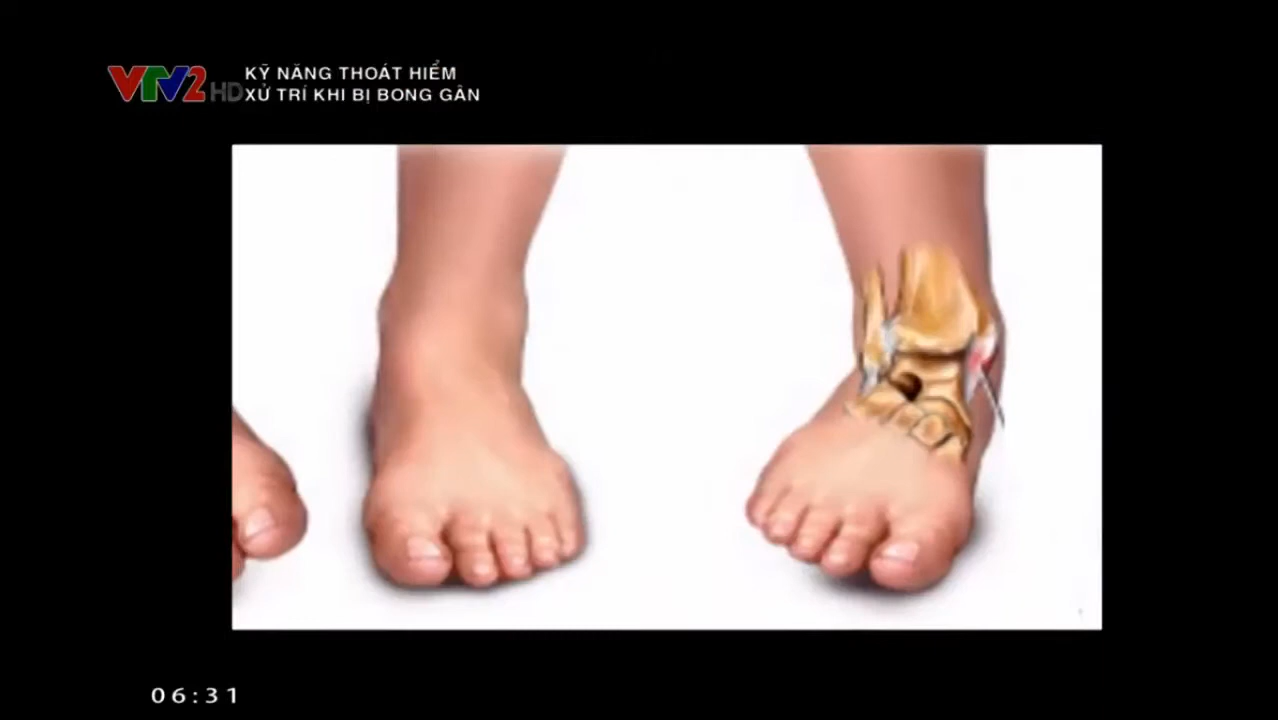 VTV2 HD
KỸ NĂNG THOÁT HIỂM
XỬ TRÍ KHI BỊ BONG GÂN
06:31